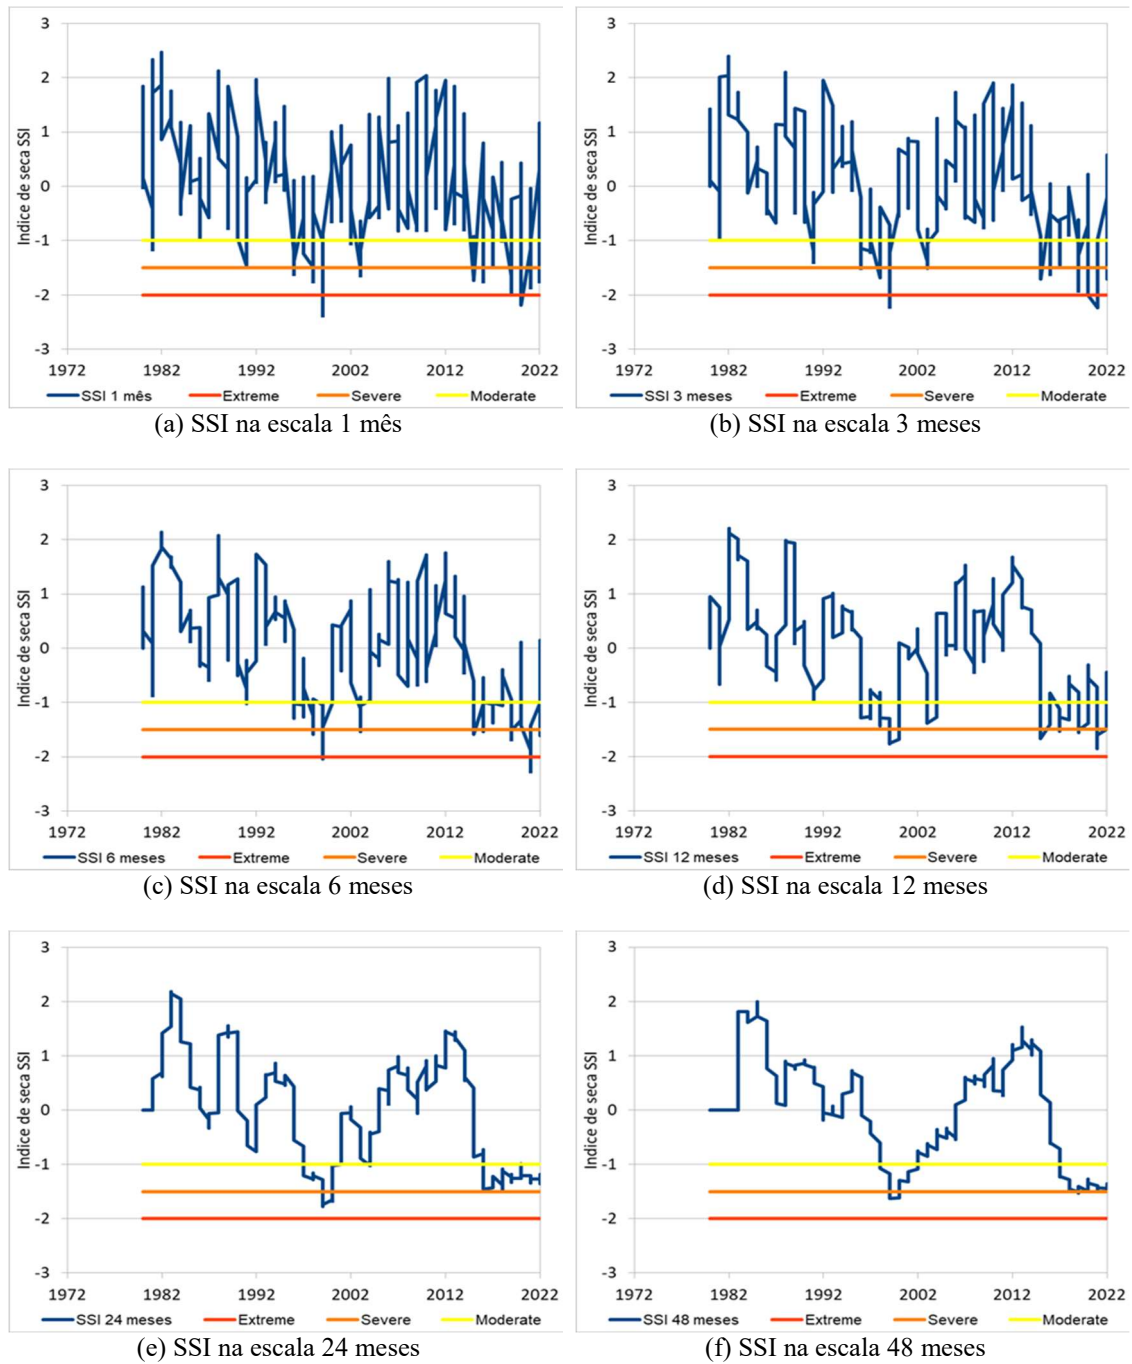 3
2
1
0
-1
-2
-3
Indice de seca SSI
1972 1982 1992 2002 2012 2022
SSI 1 mês Extreme Severe Moderate
(a) SSI na escala 1 mês
3
2
1
0
-1
-2
-3
Indice de seca SSI
1972 1982 1992 2002 2012 2022
SSI 3 meses Extreme Severe Moderate
(b) SSI na escala 3 meses
3
2
1
0
-1
-2
-3
Indice de seca SSI
1972 1982 1992 2002 2012 2022
SSI 6 meses Extreme Severe Moderate
(c) SSI na escala 6 meses
3
2
1
0
-1
-2
-3
Indice de seca SSI
1972 1982 1992 2002 2012 2022
SSI 12 meses Extreme Severe Moderate
(d) SSI na escala 12 meses
3
2
1
0
-1
-2
-3
Indice de seca SSI
1972 1982 1992 2002 2012 2022
SSI 24 meses Extreme Severe Moderate
(e) SSI na escala 24 meses
3
2
1
0
-1
-2
-3
Indice de seca SSI
1972 1982 1992 2002 2012 2022
SSI 48 meses Extreme Severe Moderate
(f) SSI na escala 48 meses